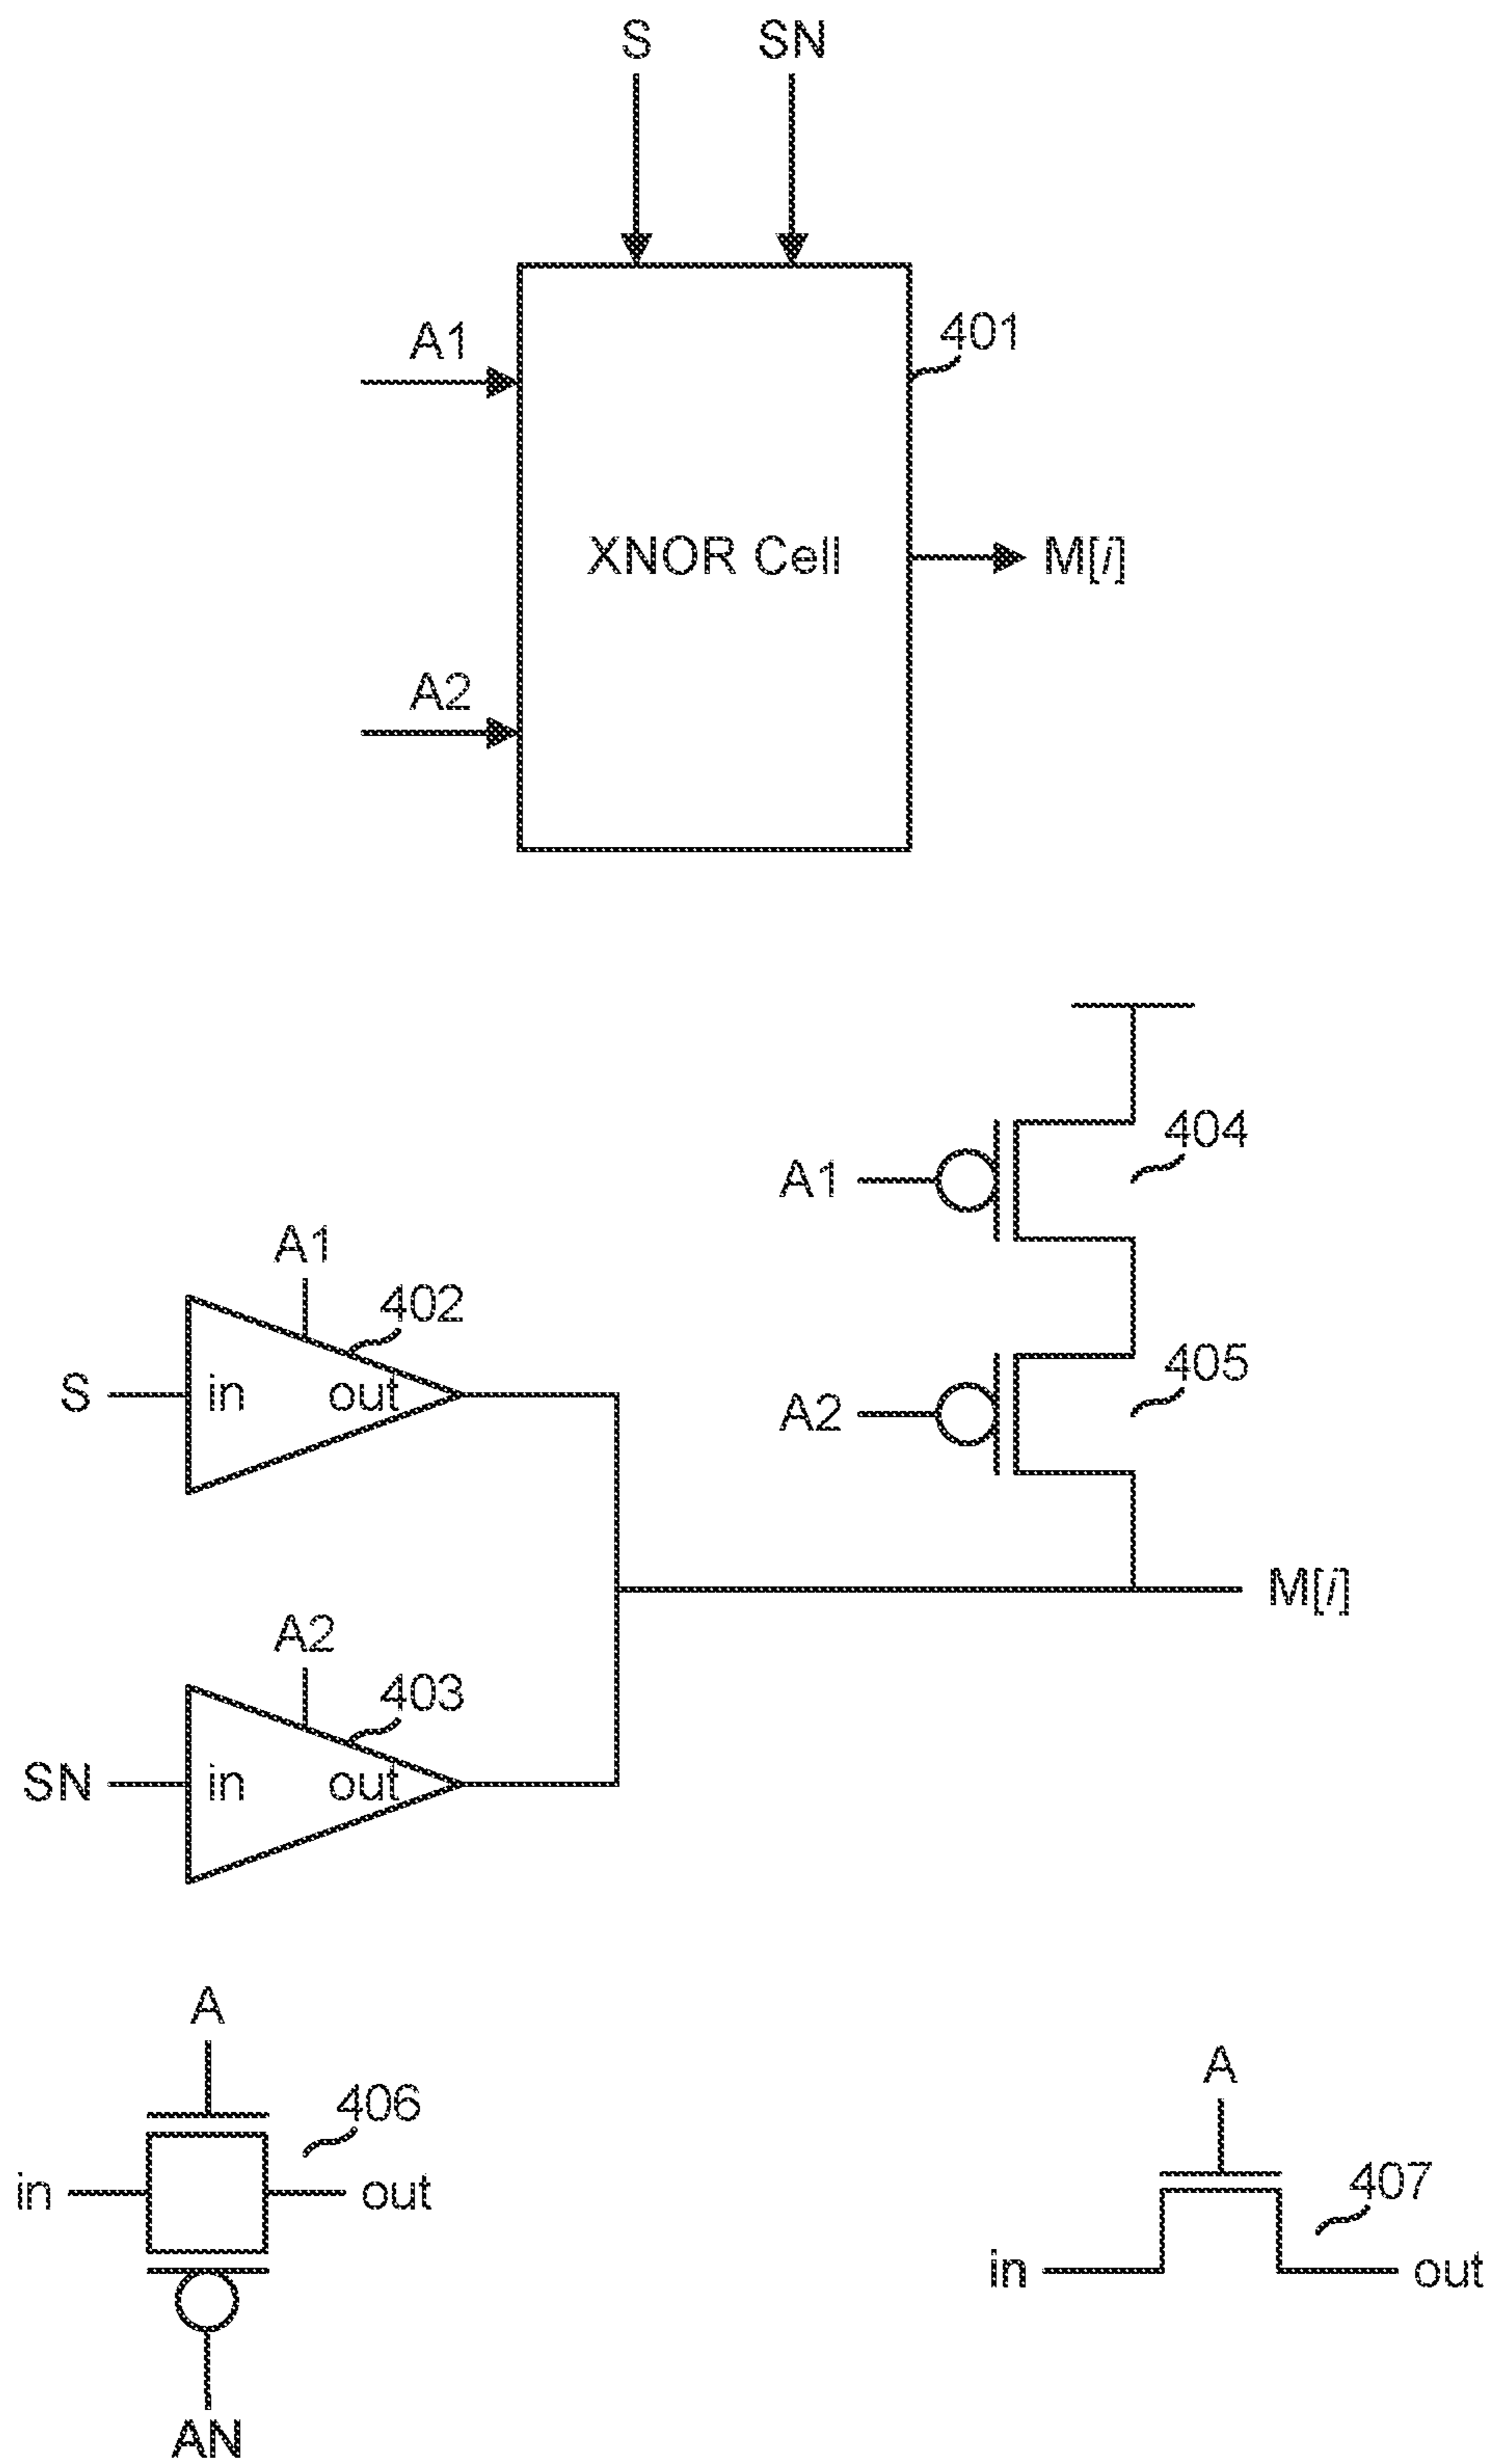 S SN
A1
401
XNOR Cell
M[i]
A2
A1
404
A1
402
S
in out
A2
405
M[i]
A2
403
SN
in out
A
406
in
out
AN
A
407
in
out